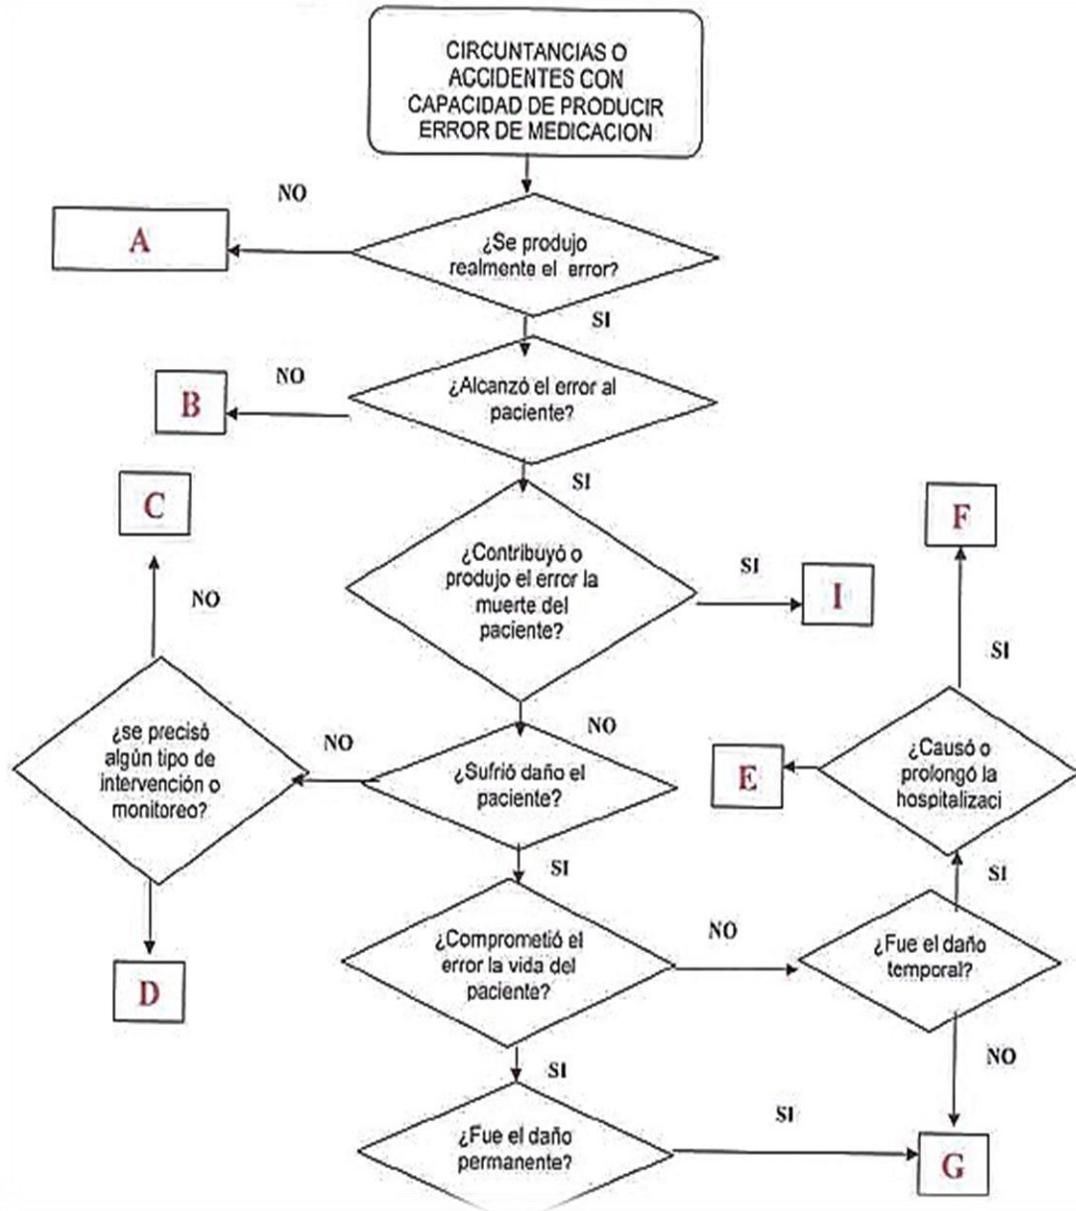 CIRCUNTANCIAS O
ACCIDENTES CON
CAPACIDAD DE PRODUCIR
ERROR DE MEDICACION
NO
A
¿Se produjo
realmente el error?
SI
NO
B
¿Alcanzó el error al
paciente?
SI
C
F
NO
¿Contribuyó o
produjo el error la
muerte del
paciente?
SI
I
SI
¿se precisó
algún tipo de
intervención o
monitoreo?
NO
NO
¿Sufrió daño el
paciente?
E
¿Causó o
prolongó la
hospitalizaci
SI
SI
D
¿Comprometió el
error la vida del
paciente?
NO
¿Fue el daño
temporal?
NO
SI
¿Fue el daño
permanente?
SI
G